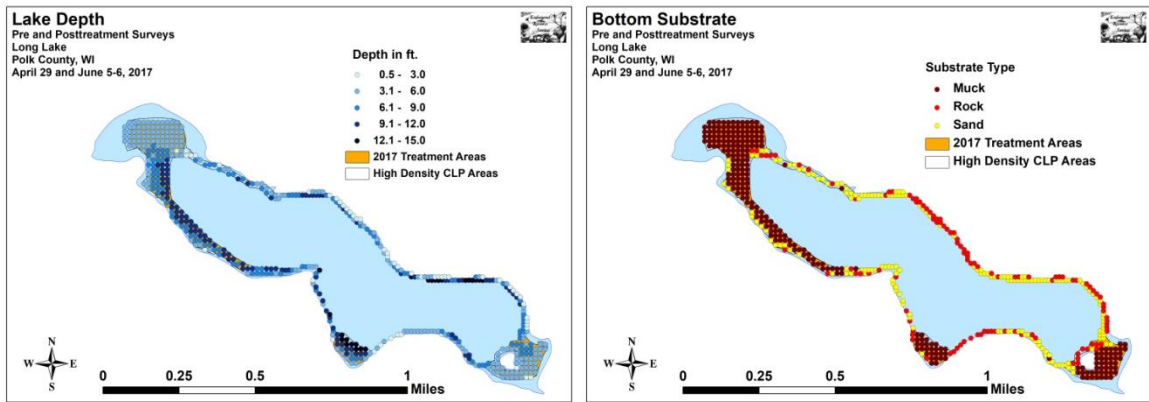 Lake Depth
Pre and Posttreatment Surveys
Long Lake
Polk County, WI
April 29 and June 5-6, 2017
Depth in ft.
0.5 - 3.0
3.1 - 6.0
6.1 - 9.0
9.1 - 12.0
12.1 - 15.0
2017 Treatment Areas
High Density CLP Areas
N
W E
S
0 0.25 0.5 1
Miles
Bottom Substrate
Pre and Posttreatment Surveys
Long Lake
Polk County, WI
April 29 and June 5-6, 2017
Substrate Type
Muck
Rock
Sand
2017 Treatment Areas
High Density CLP Areas
N
W E
S
0 0.25 0.5 1
Miles